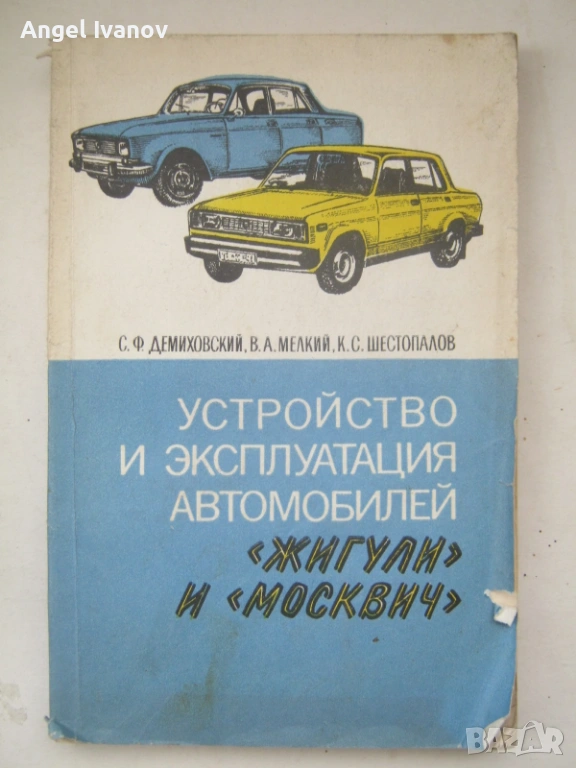 Angel Ivanov
С. Ф. ДЕМИХОВСКИЙ, В. А. МЕЛКИЙ, К. С. ШЕСТОПАЛОВ
УСТРОЙСТВО
И ЭКСПЛУАТАЦИЯ
АВТОМОБИЛЕЙ
«ЖИГУЛИ»
И «МОСКВИЧ»
BAZAR